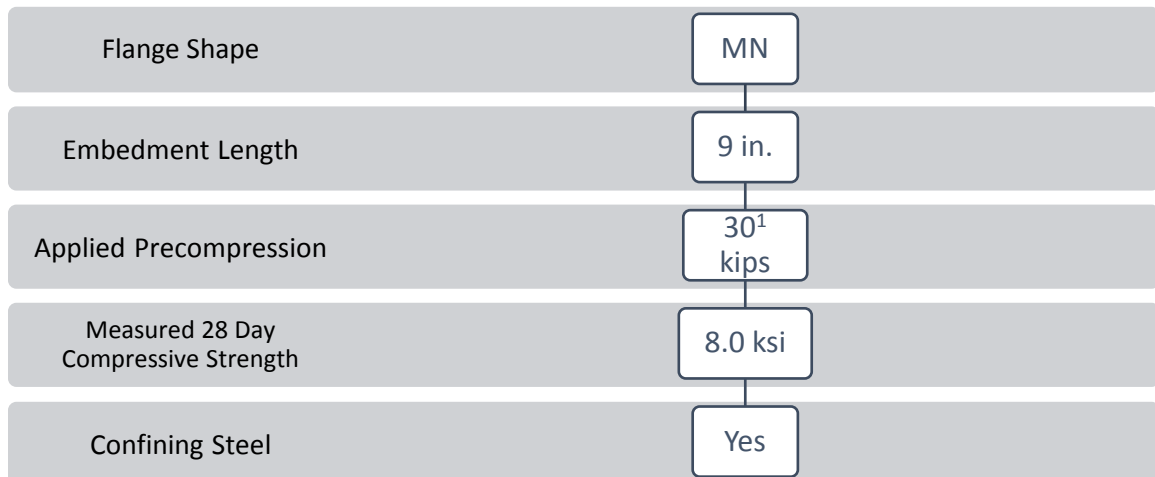 Flange Shape
MN
Embedment Length
9 in.
Applied Precompression
30¹
kips
Measured 28 Day
Compressive Strength
8.0 ksi
Confining Steel
Yes